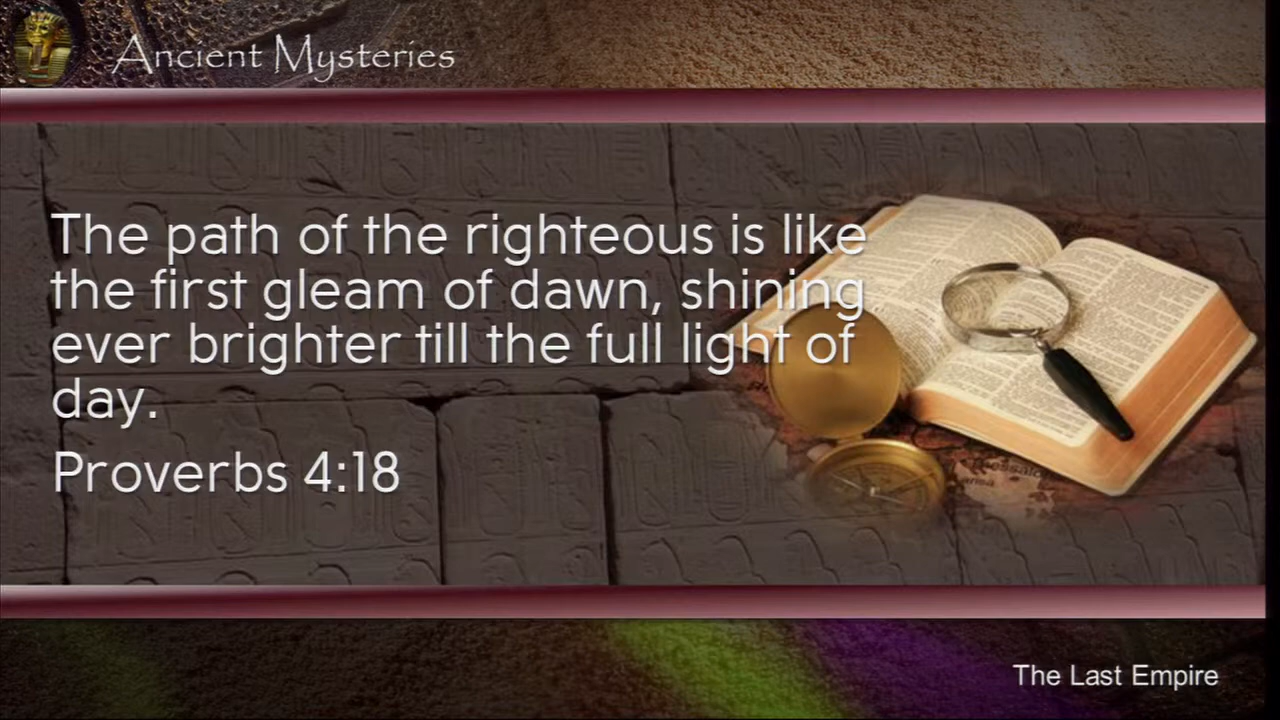 Ancient Mysteries
The path of the righteous is like
the first gleam of dawn, shining
ever brighter till the full light of
day.
Proverbs 4:18
The Last Empire